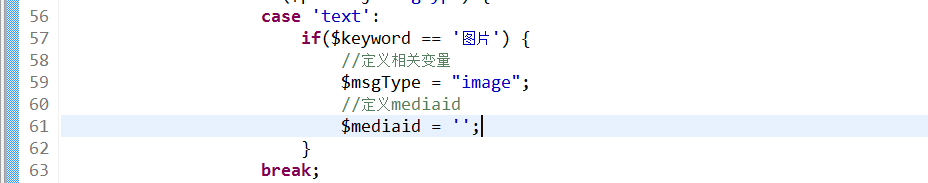 56 case 'text':
57 if($keyword == '图片') {
58 //定义相关变量
59 $msgType = "image";
60 //定义mediaid
61 $mediaid = '';
62 }
63 break;